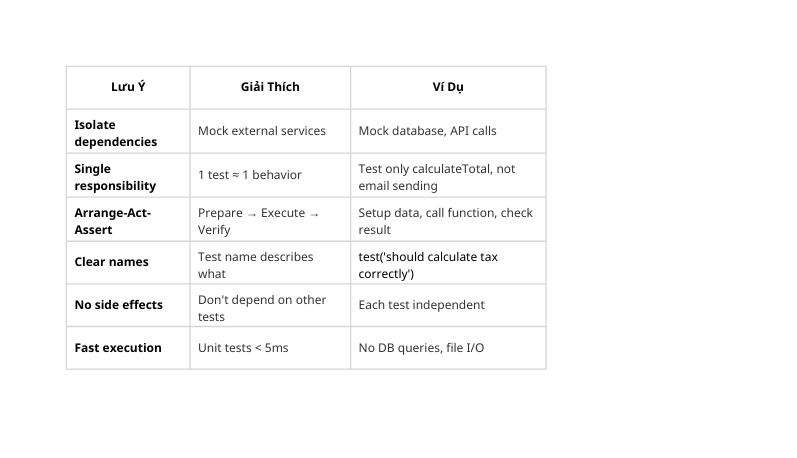 Lưu Ý
Giải Thích
Ví Dụ
Isolate
dependencies
Mock external services
Mock database, API calls
Single
responsibility
1 test ≈ 1 behavior
Test only calculateTotal, not
email sending
Arrange-Act-
Assert
Prepare → Execute →
Verify
Setup data, call function, check
result
Clear names
Test name describes
what
test('should calculate tax
correctly')
No side effects
Don't depend on other
tests
Each test independent
Fast execution
Unit tests < 5ms
No DB queries, file I/O